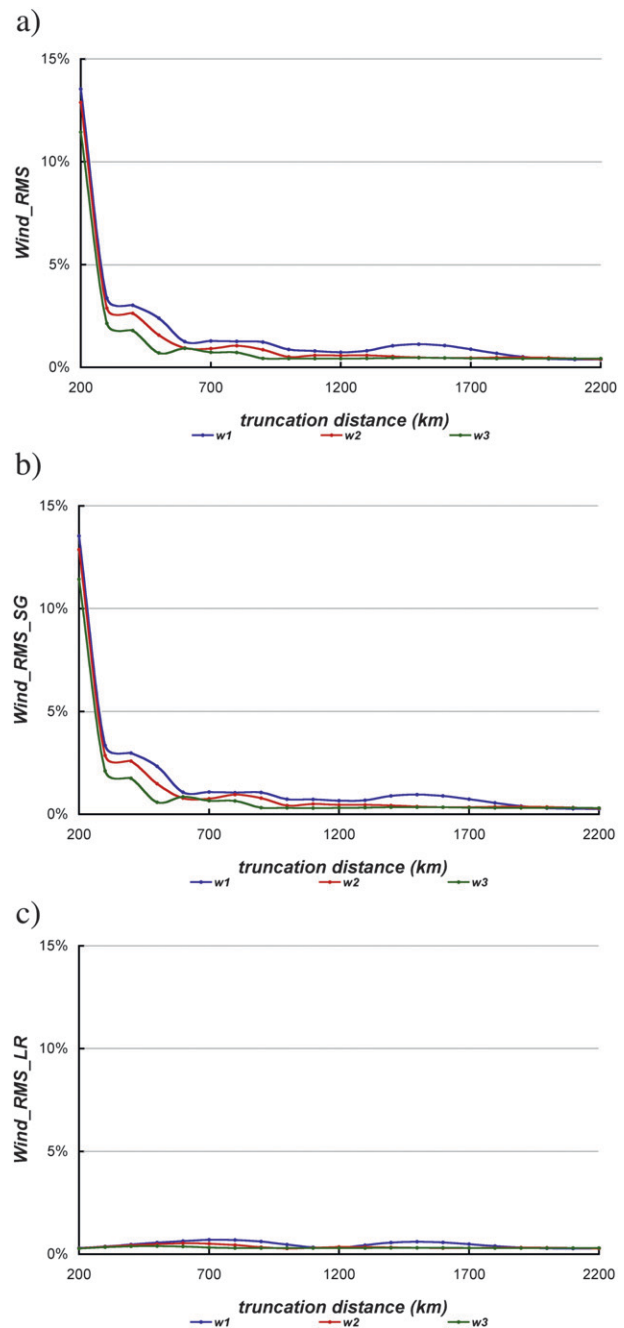 a)
15%
10%
5%
0%
Wind_RMS
200 700 1200 1700 2200
truncation distance (km)
w1 w2 w3
b)
15%
10%
5%
0%
Wind_RMS_SG
200 700 1200 1700 2200
truncation distance (km)
w1 w2 w3
c)
15%
10%
5%
0%
Wind_RMS_LR
200 700 1200 1700 2200
truncation distance (km)
w1 w2 w3